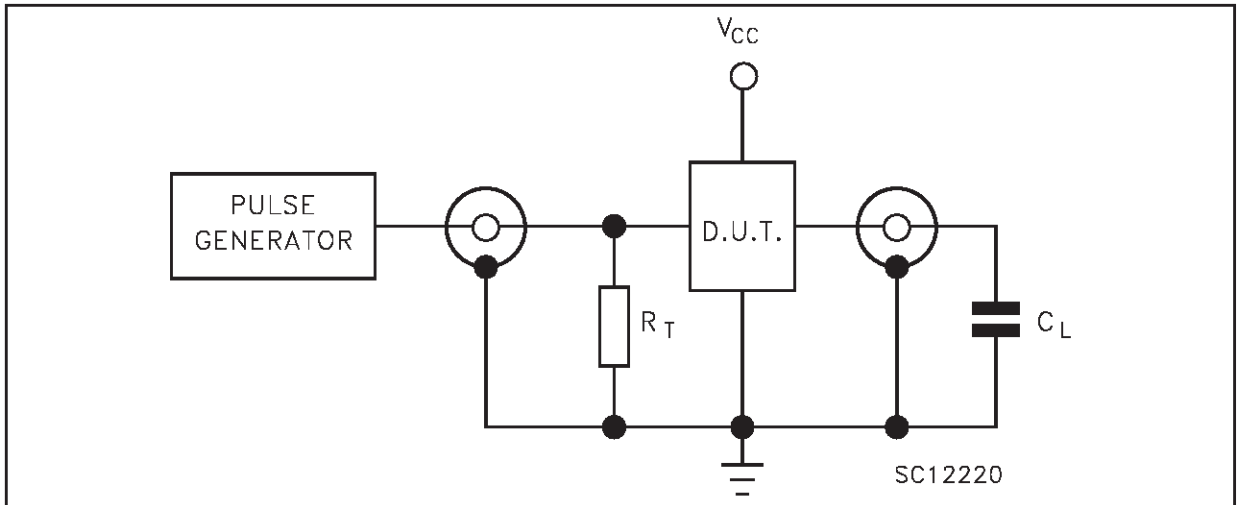 VCC
PULSE
GENERATOR
D.U.T.
RT
CL
SC12220